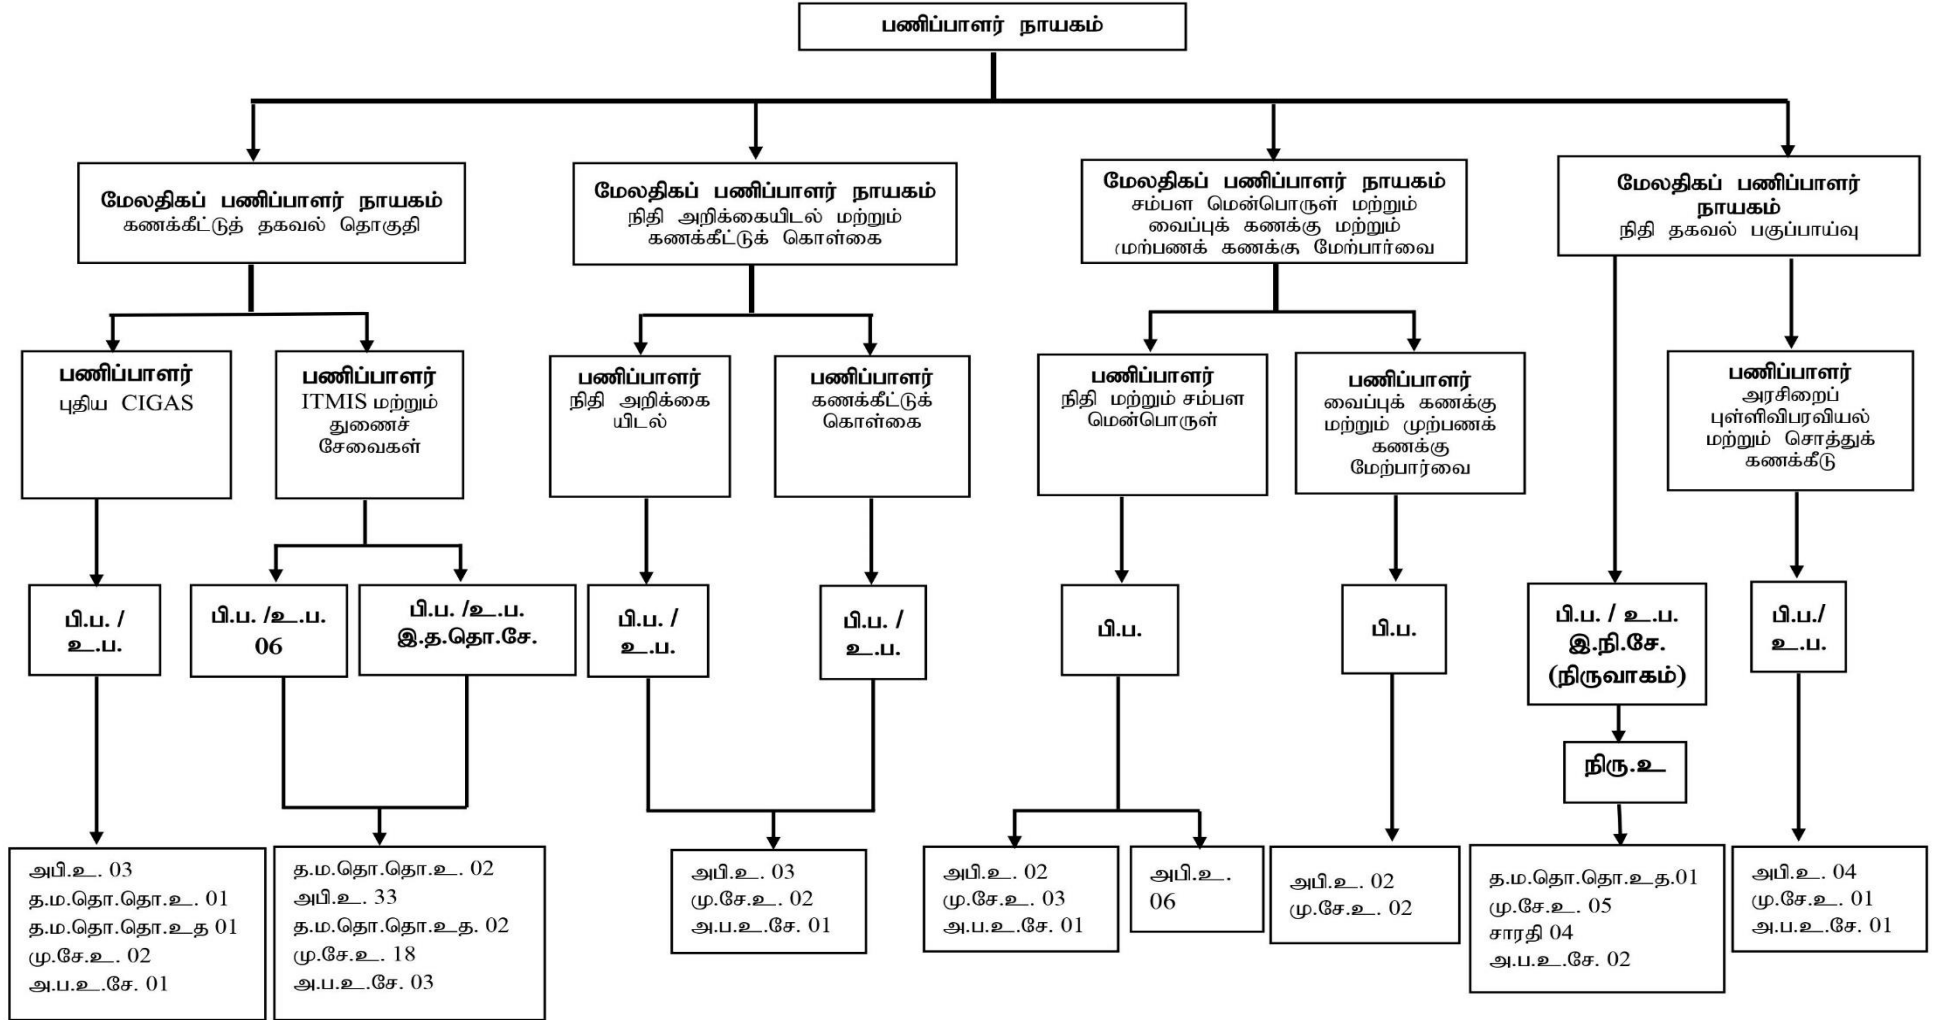 பணிப்பாளர் நாயகம்
மேலதிகப் பணிப்பாளர் நாயகம்
கணக்கீட்டுத் தகவல் தொகுதி
மேலதிகப் பணிப்பாளர் நாயகம்
நிதி அறிக்கையிடல் மற்றும்
கணக்கீட்டுக் கொள்கை
மேலதிகப் பணிப்பாளர் நாயகம்
சம்பள மென்பொருள் மற்றும்
வைப்புக் கணக்கு மற்றும்
முற்பணக் கணக்கு மேற்பார்வை
மேலதிகப் பணிப்பாளர்
நாயகம்
நிதி தகவல் பகுப்பாய்வு
பணிப்பாளர்
புதிய CIGAS
பணிப்பாளர்
ITMIS மற்றும்
துணைச்
சேவைகள்
பணிப்பாளர்
நிதி அறிக்கை
யிடல்
பணிப்பாளர்
கணக்கீட்டுக்
கொள்கை
பணிப்பாளர்
நிதி மற்றும் சம்பள
மென்பொருள்
பணிப்பாளர்
வைப்புக் கணக்கு
மற்றும் முற்பணக்
கணக்கு
மேற்பார்வை
பணிப்பாளர்
அரசிறைப்
புள்ளிவிபரவியல்
மற்றும் சொத்துக்
கணக்கீடு
பி.ப. /
உ.ப.
பி.ப. /உ.ப.
06
பி.ப. /உ.ப.
இ.த.தொ.சே.
பி.ப. /
உ.ப.
பி.ப. /
உ.ப.
பி.ப.
பி.ப.
பி.ப. / உ.ப.
இ.நி.சே.
(நிருவாகம்)
பி.ப./
உ.ப.
நிரு.உ
அபி.உ. 03
த.ம.தொ.தொ.உ. 01
த.ம.தொ.தொ.உத 01
மு.சே.உ. 02
அ.ப.உ.சே. 01
த.ம.தொ.தொ.உ. 02
அபி.உ. 33
த.ம.தொ.தொ.உத. 02
மு.சே.உ. 18
அ.ப.உ.சே. 03
அபி.உ. 03
மு.சே.உ. 02
அ.ப.உ.சே. 01
அபி.உ. 02
மு.சே.உ. 03
அ.ப.உ.சே. 01
அபி.உ.
06
அபி.உ. 02
மு.சே.உ. 02
த.ம.தொ.தொ.உத.01
மு.சே.உ. 05
சாரதி 04
அ.ப.உ.சே. 02
அபி.உ. 04
மு.சே.உ. 01
அ.ப.உ.சே. 01